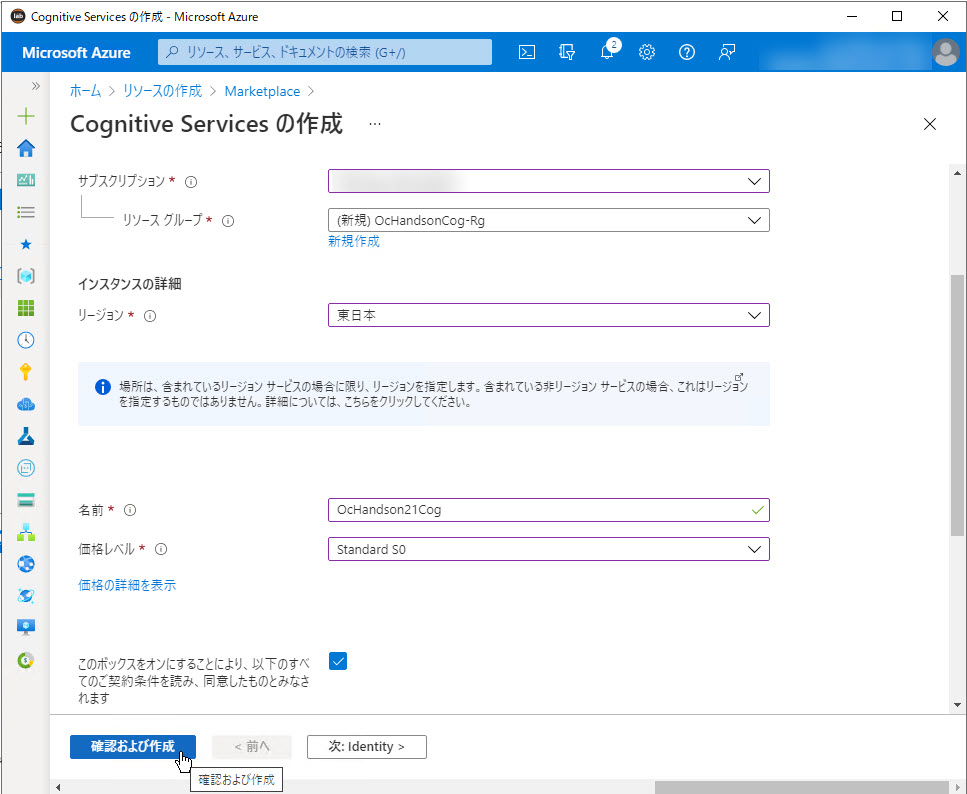 lab
Cognitive Services の作成 - Microsoft Azure
Microsoft Azure
リソース、サービス、ドキュメントの検索 (G+/)
2
ホーム > リソースの作成 > Marketplace >
Cognitive Services の作成 ...
サブスクリプション *
リソース グループ *
(新規) OcHandsonCog-Rg
新規作成
インスタンスの詳細
リージョン *
東日本
場所は、含まれているリージョン サービスの場合に限り、リージョンを指定します。含まれている非リージョン サービスの場合、これはリージョン
を指定するものではありません。詳細については、こちらをクリックしてください。
名前 *
OcHandson21Cog
価格レベル *
Standard S0
価格の詳細を表示
このボックスをオンにすることにより、以下のすべ
てのご契約条件を読み、同意したものとみなさ
れます
確認および作成
< 前へ
次: Identity >
確認および作成